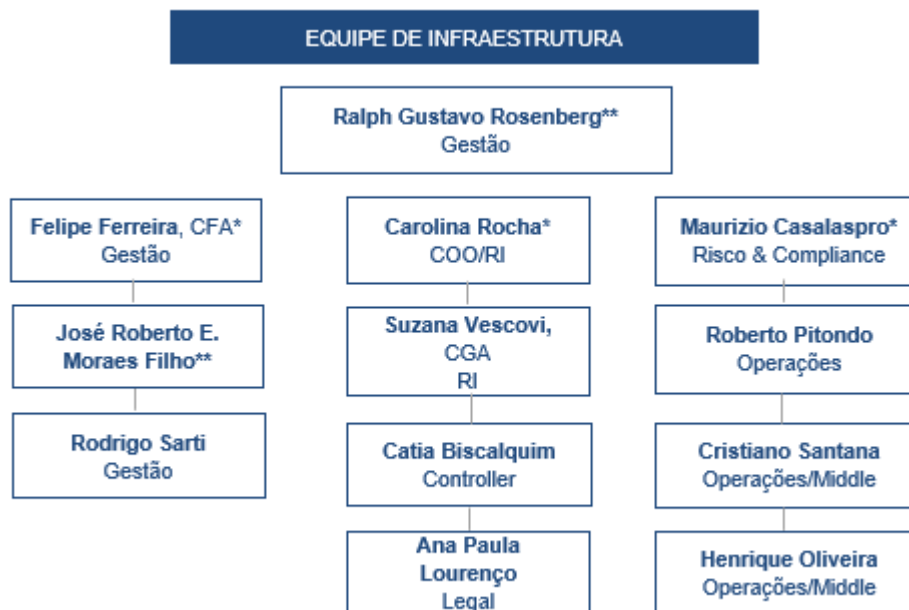 EQUIPE DE INFRAESTRUTURA
Ralph Gustavo Rosenberg**
Gestão
Felipe Ferreira, CFA*
Gestão
José Roberto E.
Moraes Filho**
Rodrigo Sarti
Gestão
Carolina Rocha*
COO/RI
Suzana Vescovi,
CGA
RI
Catia Biscalquim
Controller
Ana Paula
Lourenço
Legal
Maurizio Casalaspro*
Risco & Compliance
Roberto Pitondo
Operações
Cristiano Santana
Operações/Middle
Henrique Oliveira
Operações/Middle